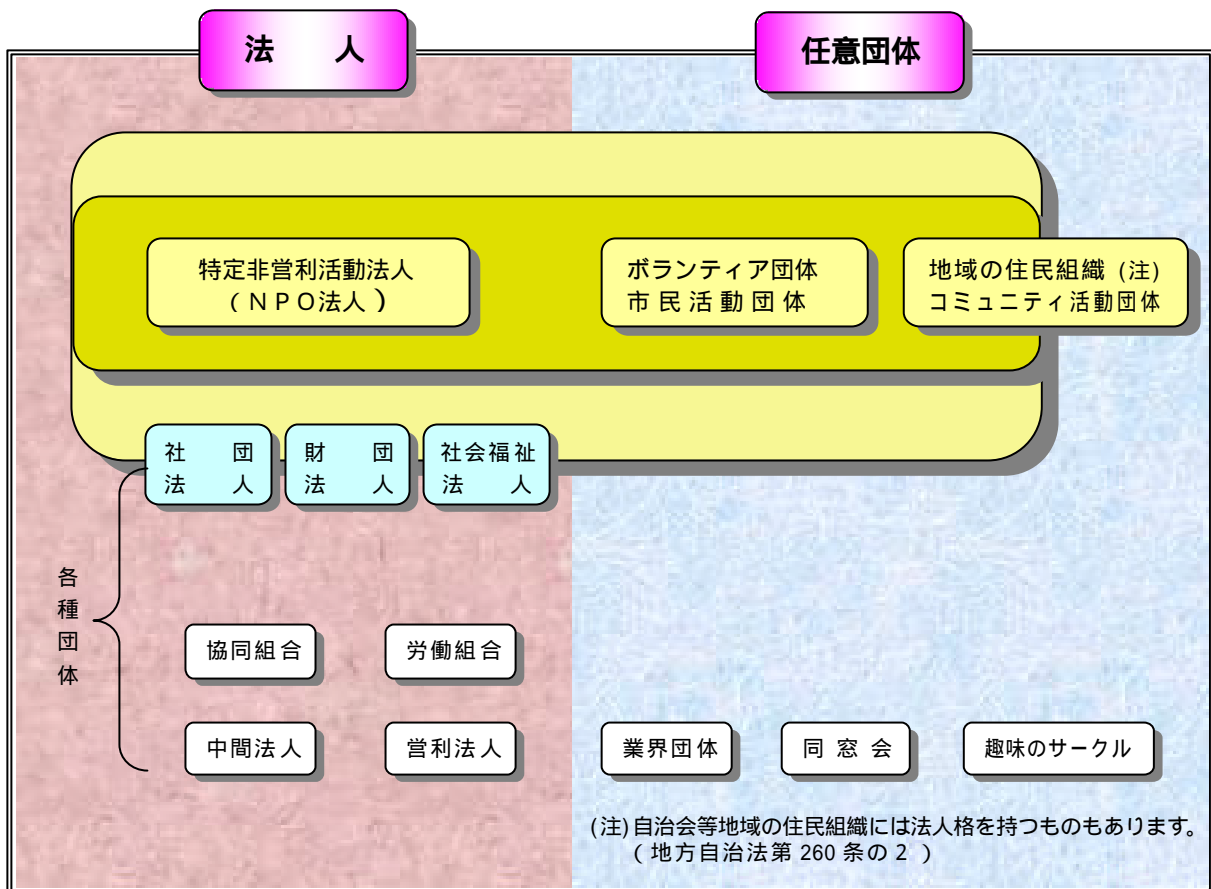 法 人
任意団体
特定非営利活動法人
(NPO法人)
ボランティア団体
市民活動団体
地域の住民組織 (注)
コミュニティ活動団体
社 団
法 人
財 団
法 人
社会福祉
法 人
各種団体
協同組合
労働組合
中間法人
営利法人
業界団体
同窓会
趣味のサークル
(注)自治会等地域の住民組織には法人格を持つものもあります。
(地方自治法第260条の2)